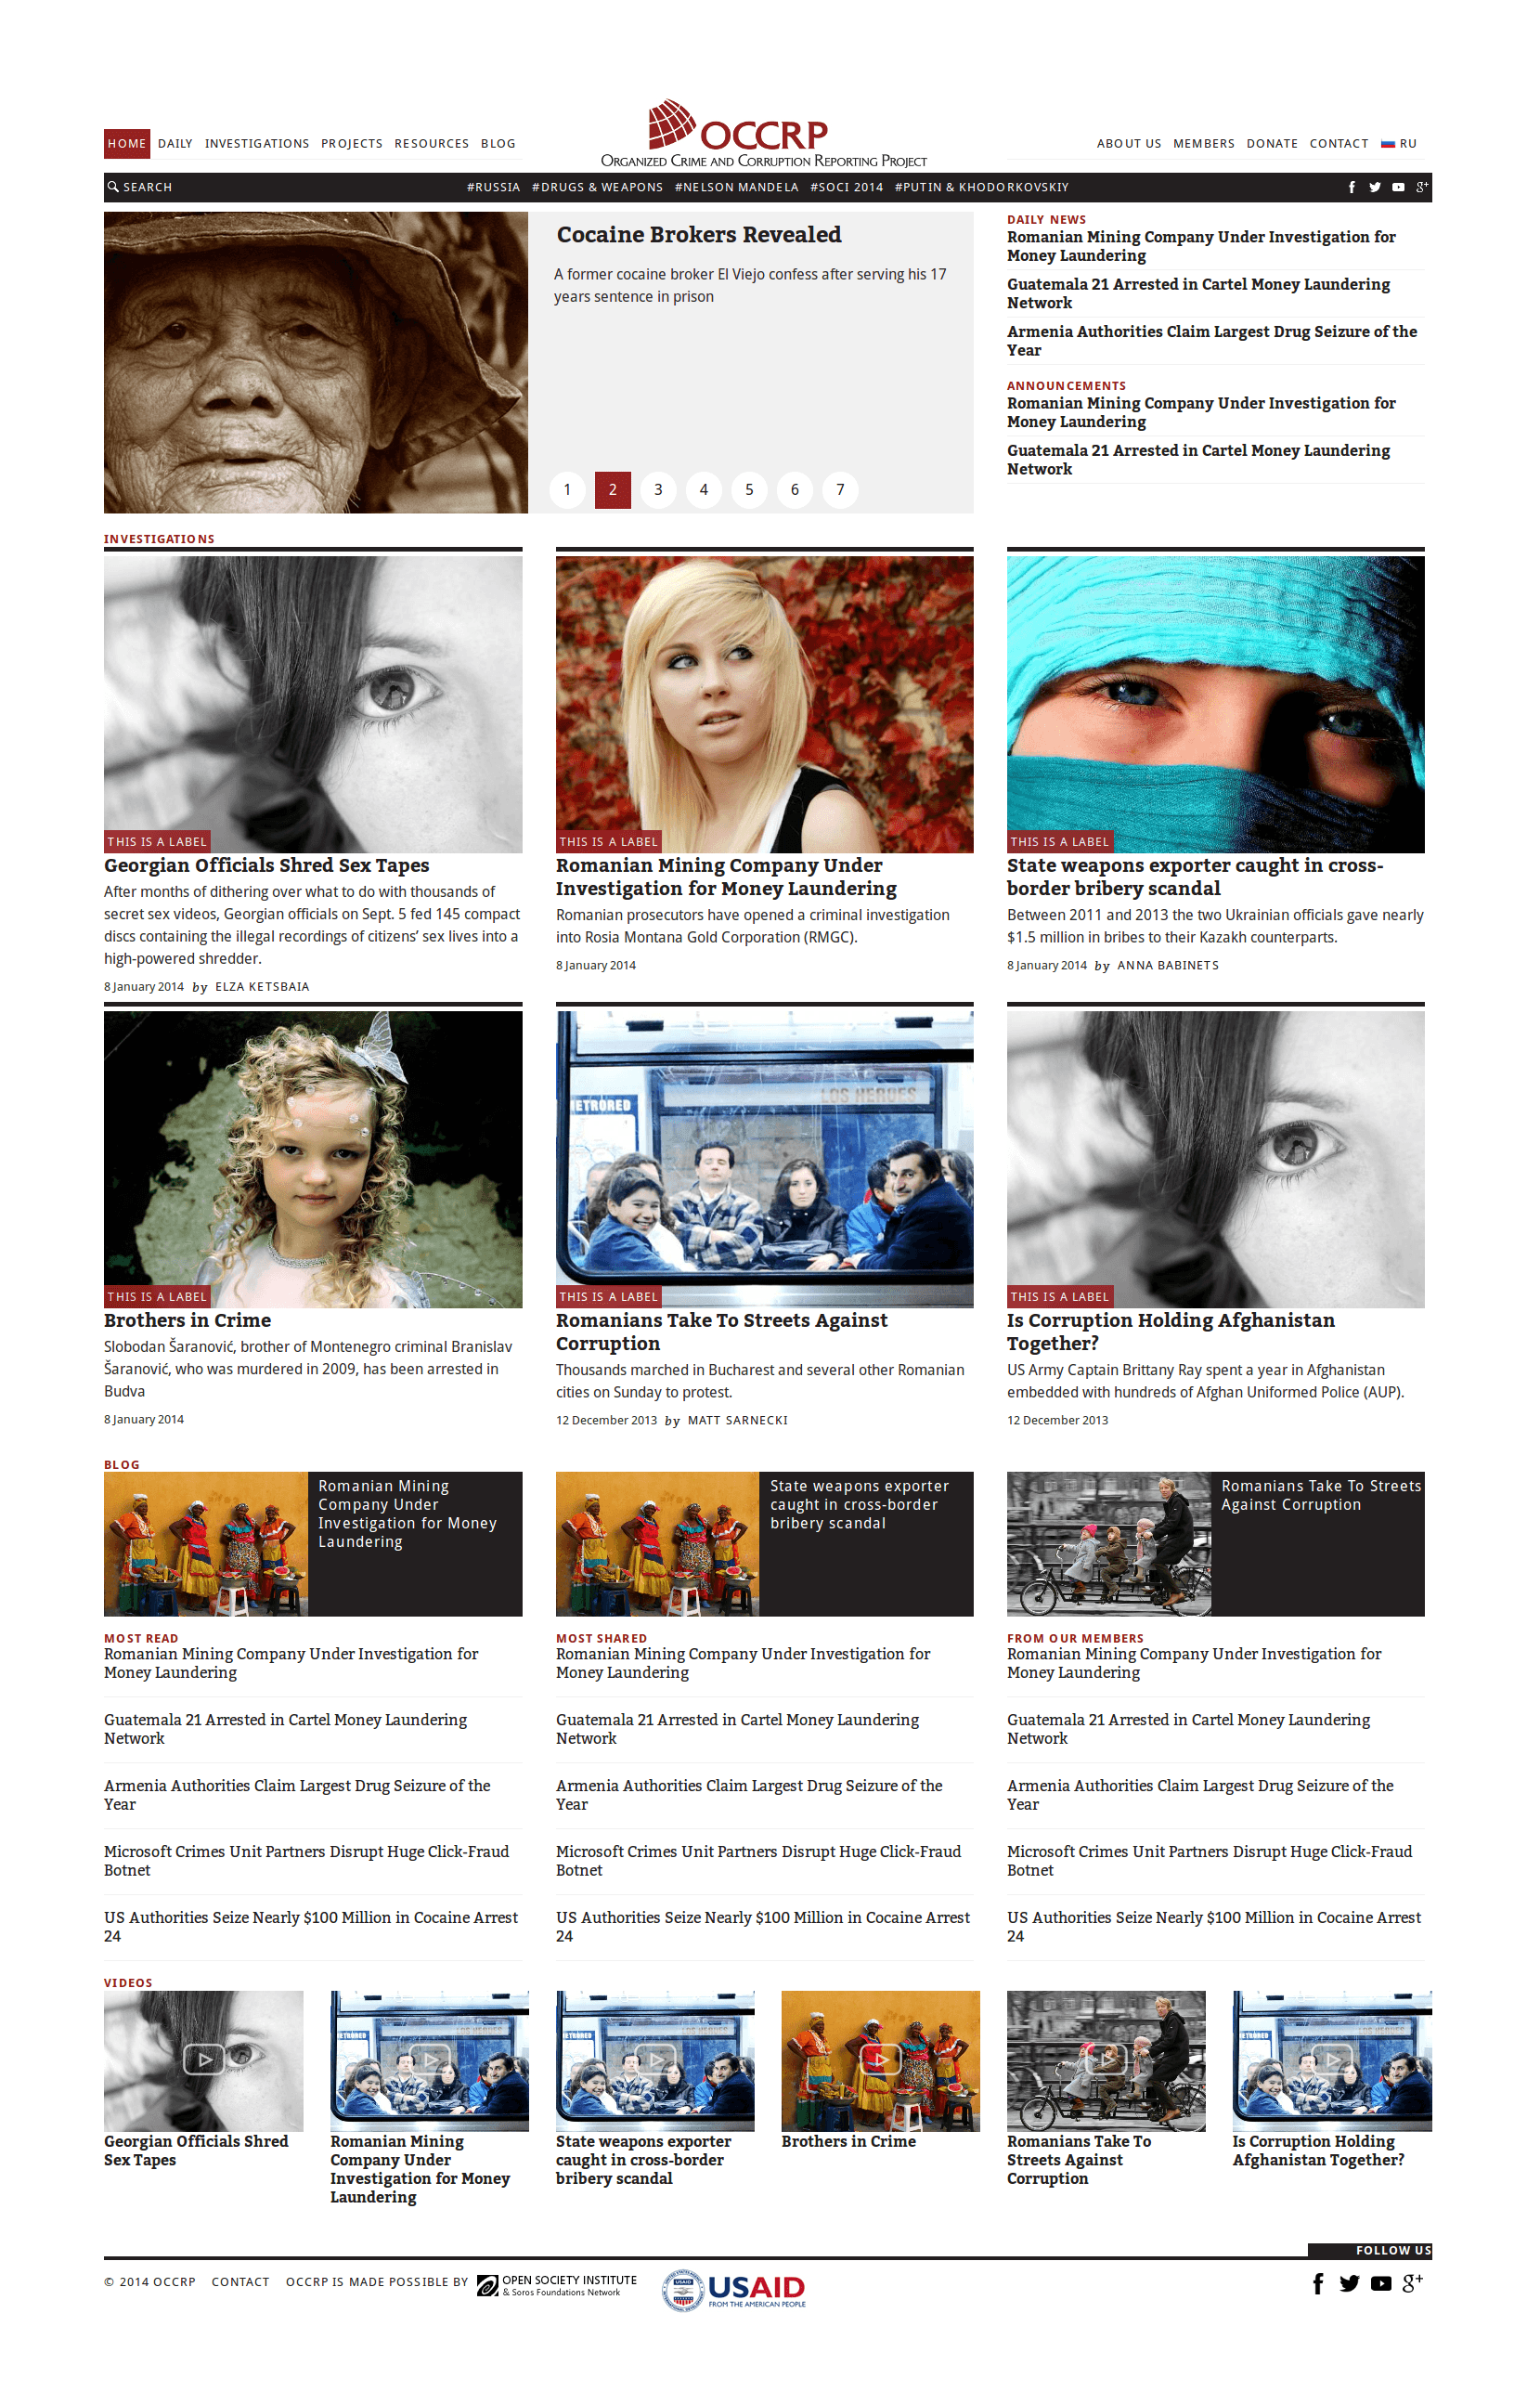 OCCRP
ORGANIZED CRIME AND CORRUPTION REPORTING PROJECT
HOME DAILY INVESTIGATIONS PROJECTS RESOURCES BLOG
ABOUT US MEMBERS DONATE CONTACT RU
SEARCH
#RUSSIA #DRUGS & WEAPONS #NELSON MANDELA #SOCI 2014 #PUTIN & KHODORKOVSKIY
Cocaine Brokers Revealed
A former cocaine broker El Viejo confess after serving his 17
years sentence in prison
1 2 3 4 5 6 7
DAILY NEWS
Romanian Mining Company Under Investigation for
Money Laundering
Guatemala 21 Arrested in Cartel Money Laundering
Network
Armenia Authorities Claim Largest Drug Seizure of the
Year
ANNOUNCEMENTS
Romanian Mining Company Under Investigation for
Money Laundering
Guatemala 21 Arrested in Cartel Money Laundering
Network
INVESTIGATIONS
THIS IS A LABEL
Georgian Officials Shred Sex Tapes
After months of dithering over what to do with thousands of
secret sex videos, Georgian officials on Sept. 5 fed 145 compact
discs containing the illegal recordings of citizens’ sex lives into a
high-powered shredder.
8 January 2014 by ELZA KETSBAIA
THIS IS A LABEL
Romanian Mining Company Under
Investigation for Money Laundering
Romanian prosecutors have opened a criminal investigation
into Rosia Montana Gold Corporation (RMGC).
8 January 2014
THIS IS A LABEL
State weapons exporter caught in cross-
border bribery scandal
Between 2011 and 2013 the two Ukrainian officials gave nearly
$1.5 million in bribes to their Kazakh counterparts.
8 January 2014 by ANNA BABINETS
THIS IS A LABEL
Brothers in Crime
Slobodan Šaranović, brother of Montenegro criminal Branislav
Šaranović, who was murdered in 2009, has been arrested in
Budva
8 January 2014
LOS HEROES
METRORED
THIS IS A LABEL
Romanians Take To Streets Against
Corruption
Thousands marched in Bucharest and several other Romanian
cities on Sunday to protest.
12 December 2013 by MATT SARNECKI
THIS IS A LABEL
Is Corruption Holding Afghanistan
Together?
US Army Captain Brittany Ray spent a year in Afghanistan
embedded with hundreds of Afghan Uniformed Police (AUP).
12 December 2013
BLOG
Romanian Mining
Company Under
Investigation for Money
Laundering
State weapons exporter
caught in cross-border
bribery scandal
Romanians Take To Streets
Against Corruption
MOST READ
Romanian Mining Company Under Investigation for
Money Laundering
Guatemala 21 Arrested in Cartel Money Laundering
Network
Armenia Authorities Claim Largest Drug Seizure of the
Year
Microsoft Crimes Unit Partners Disrupt Huge Click-Fraud
Botnet
US Authorities Seize Nearly $100 Million in Cocaine Arrest
24
MOST SHARED
Romanian Mining Company Under Investigation for
Money Laundering
Guatemala 21 Arrested in Cartel Money Laundering
Network
Armenia Authorities Claim Largest Drug Seizure of the
Year
Microsoft Crimes Unit Partners Disrupt Huge Click-Fraud
Botnet
US Authorities Seize Nearly $100 Million in Cocaine Arrest
24
FROM OUR MEMBERS
Romanian Mining Company Under Investigation for
Money Laundering
Guatemala 21 Arrested in Cartel Money Laundering
Network
Armenia Authorities Claim Largest Drug Seizure of the
Year
Microsoft Crimes Unit Partners Disrupt Huge Click-Fraud
Botnet
US Authorities Seize Nearly $100 Million in Cocaine Arrest
24
VIDEOS
Georgian Officials Shred
Sex Tapes
Romanian Mining
Company Under
Investigation for Money
Laundering
State weapons exporter
caught in cross-border
bribery scandal
Brothers in Crime
Romanians Take To
Streets Against
Corruption
Is Corruption Holding
Afghanistan Together?
FOLLOW US
© 2014 OCCRP CONTACT OCCRP IS MADE POSSIBLE BY
OPEN SOCIETY INSTITUTE
& Soros Foundations Network
USAID
FROM THE AMERICAN PEOPLE